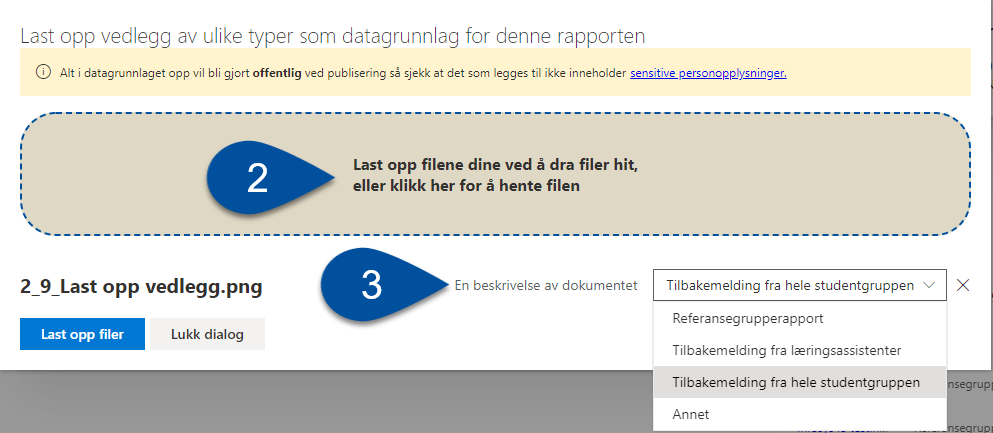 Last opp vedlegg av ulike typer som datagrunnlag for denne rapporten
Alt i datagrunnlaget opp vil bli gjort offentlig ved publisering så sjekk at det som legges til ikke inneholder sensitive personopplysninger.
2
Last opp filene dine ved å dra filer hit,
eller klikk her for å hente filen
2_9_Last opp vedlegg.png
3
En beskrivelse av dokumentet
Tilbakemelding fra hele studentgruppen
Last opp filer
Lukk dialog
Referansegrupperapport
Tilbakemelding fra læringsassistenter
Tilbakemelding fra hele studentgruppen
Annet